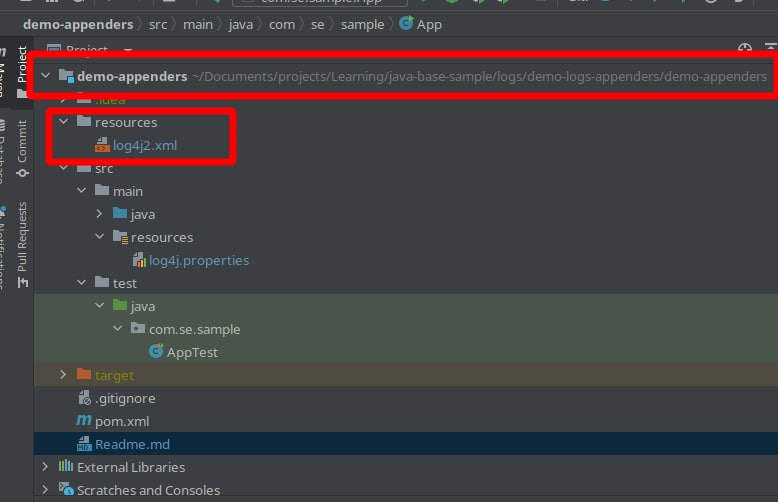 demo-appenders > src > main > java > com > se > sample > App
Project
demo-appenders ~/Documents/projects/Learning/java-base-sample/logs/demo-logs-appenders/demo-appenders
.idea
resources
log4j2.xml
src
main
java
resources
log4j.properties
test
java
com.se.sample
AppTest
target
.gitignore
pom.xml
Readme.md
External Libraries
Scratches and Consoles
Project
Commit
Pull Requests
Notifications
Database